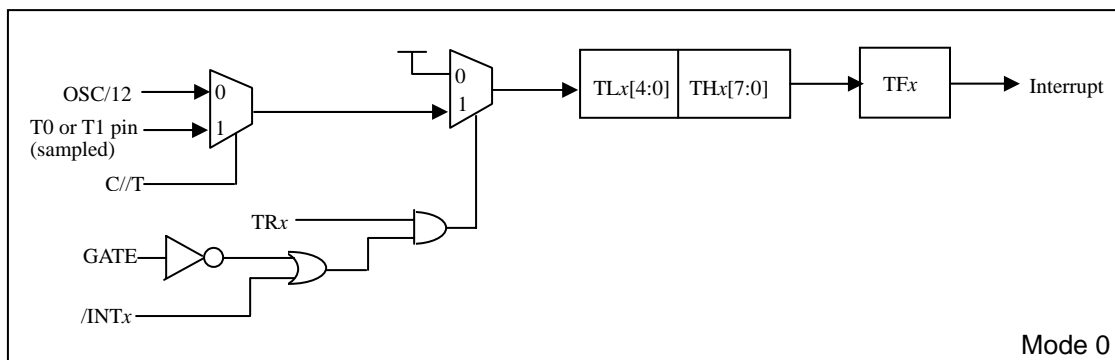 OSC/12
0
T0 or T1 pin
(sampled)
1
C//T
0
1
TLx[4:0]
THx[7:0]
TFx
Interrupt
TRx
GATE
/INTx
Mode 0